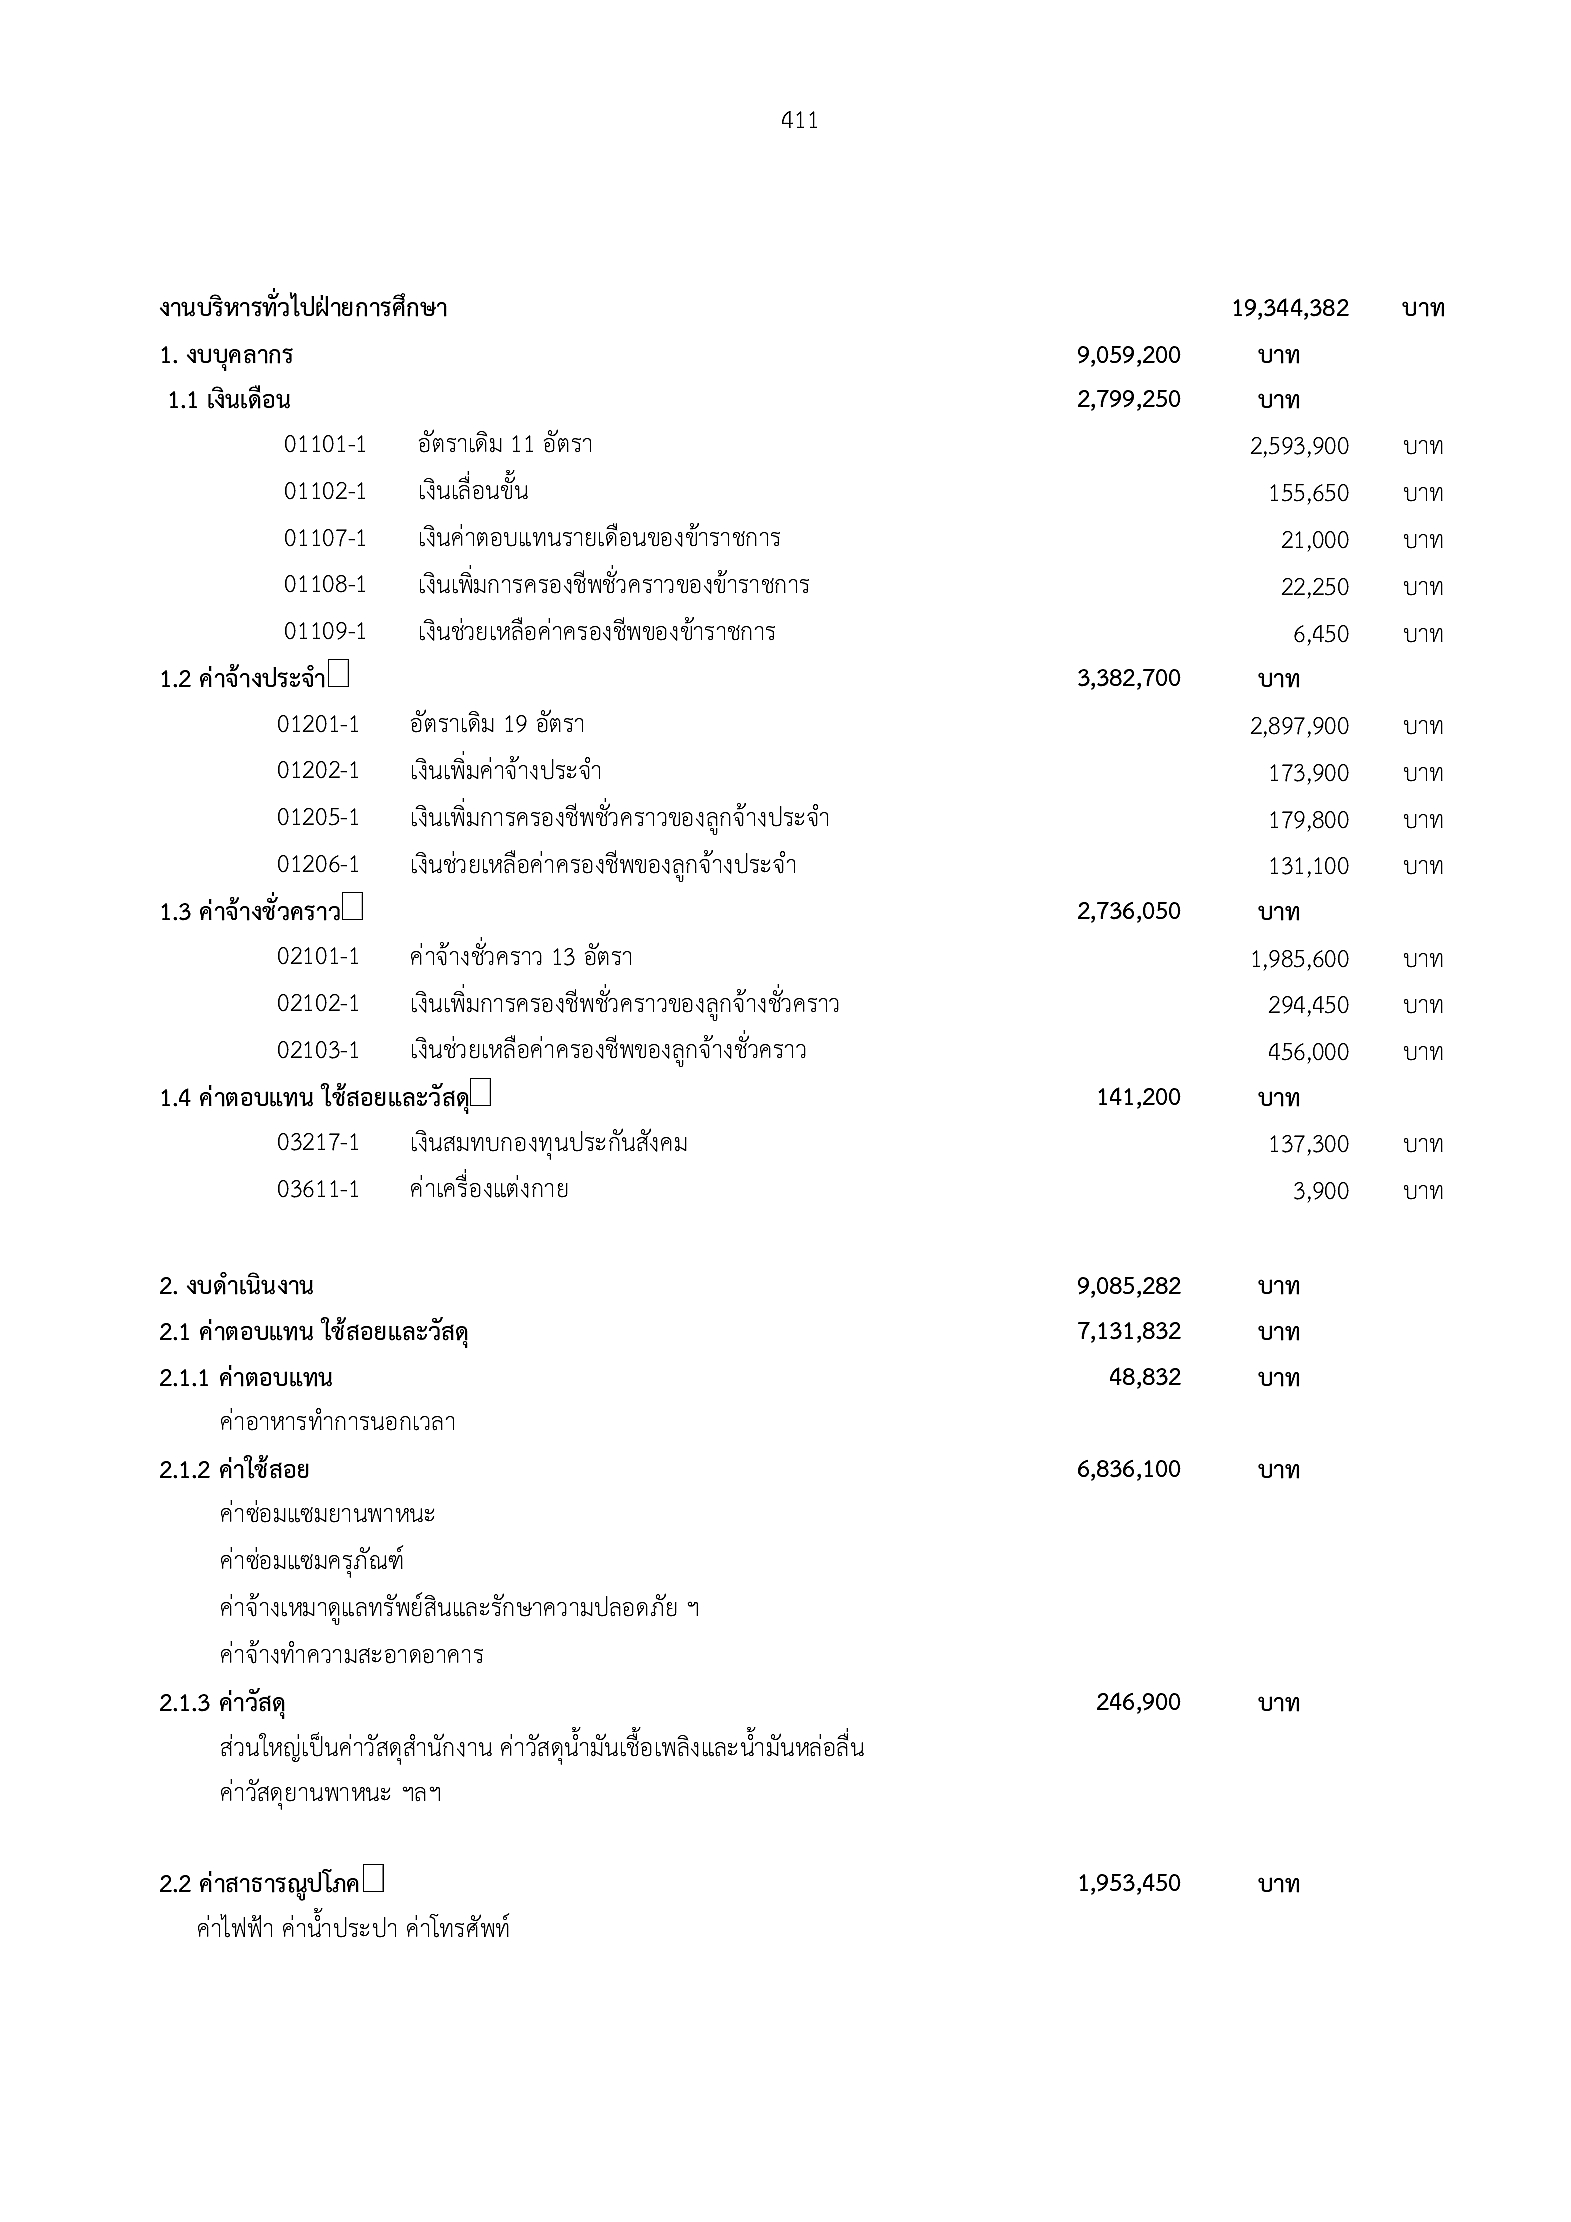 411
งานบริหารทั่วไปฝ่ายการศึกษา 19,344,382 บาท
1. งบบุคลากร 9,059,200 บาท
1.1 เงินเดือน 2,799,250 บาท
01101-1 อัตราเดิม 11 อัตรา 2,593,900 บาท
01102-1 เงินเลื่อนขั้น 155,650 บาท
01107-1 เงินค่าตอบแทนรายเดือนของข้าราชการ 21,000 บาท
01108-1 เงินเพิ่มการครองชีพชั่วคราวของข้าราชการ 22,250 บาท
01109-1 เงินช่วยเหลือค่าครองชีพของข้าราชการ 6,450 บาท
1.2 ค่าจ้างประจำ 3,382,700 บาท
01201-1 อัตราเดิม 19 อัตรา 2,897,900 บาท
01202-1 เงินเพิ่มค่าจ้างประจำ 173,900 บาท
01205-1 เงินเพิ่มการครองชีพชั่วคราวของลูกจ้างประจำ 179,800 บาท
01206-1 เงินช่วยเหลือค่าครองชีพของลูกจ้างประจำ 131,100 บาท
1.3 ค่าจ้างชั่วคราว 2,736,050 บาท
02101-1 ค่าจ้างชั่วคราว 13 อัตรา 1,985,600 บาท
02102-1 เงินเพิ่มการครองชีพชั่วคราวของลูกจ้างชั่วคราว 294,450 บาท
02103-1 เงินช่วยเหลือค่าครองชีพของลูกจ้างชั่วคราว 456,000 บาท
1.4 ค่าตอบแทน ใช้สอยและวัสดุ 141,200 บาท
03217-1 เงินสมทบกองทุนประกันสังคม 137,300 บาท
03611-1 ค่าเครื่องแต่งกาย 3,900 บาท
2. งบดำเนินงาน 9,085,282 บาท
2.1 ค่าตอบแทน ใช้สอยและวัสดุ 7,131,832 บาท
2.1.1 ค่าตอบแทน 48,832 บาท
ค่าอาหารทำการนอกเวลา
2.1.2 ค่าใช้สอย 6,836,100 บาท
ค่าซ่อมแซมยานพาหนะ
ค่าซ่อมแซมครุภัณฑ์
ค่าจ้างเหมาดูแลทรัพย์สินและรักษาความปลอดภัย ฯ
ค่าจ้างทำความสะอาดอาคาร
2.1.3 ค่าวัสดุ 246,900 บาท
ส่วนใหญ่เป็นค่าวัสดุสำนักงาน ค่าวัสดุน้ำมันเชื้อเพลิงและน้ำมันหล่อลื่น
ค่าวัสดุยานพาหนะ ฯลฯ
2.2 ค่าสาธารณูปโภค 1,953,450 บาท
ค่าไฟฟ้า ค่าน้ำประปา ค่าโทรศัพท์